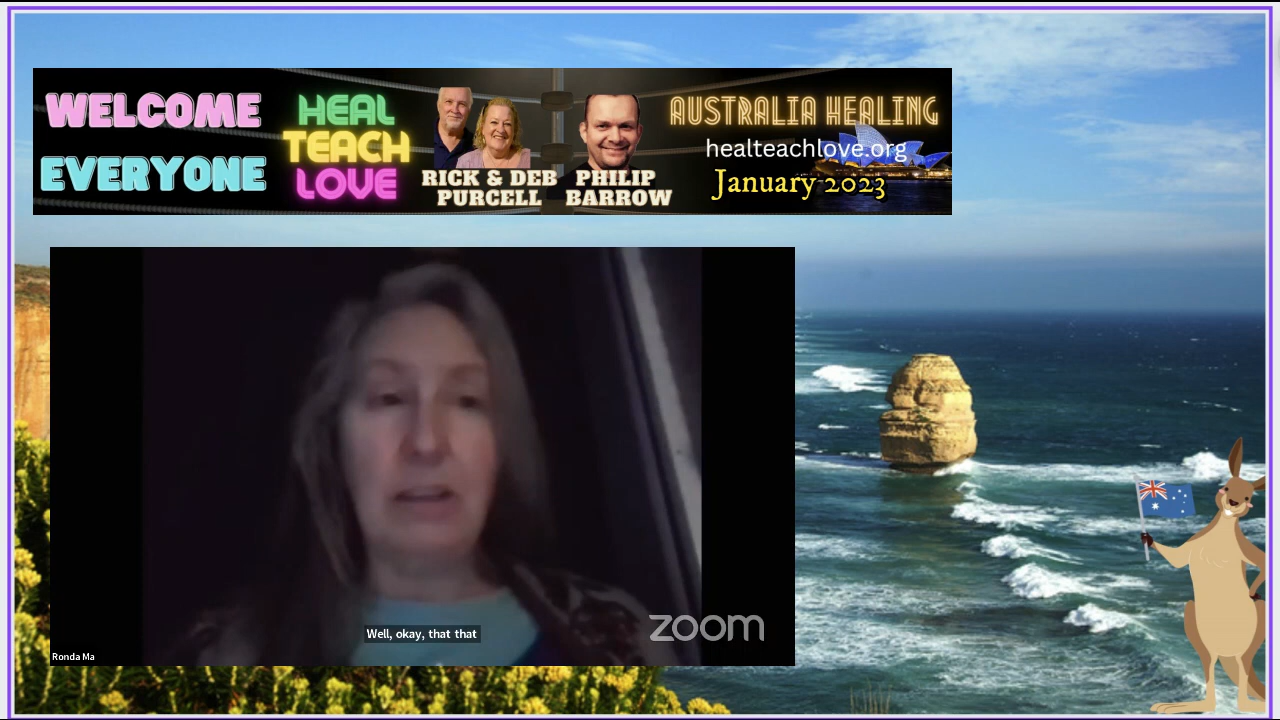 WELCOME
EVERYONE
HEAL
TEACH
LOVE
RICK & DEB
PURCELL
PHILIP
BARROW
AUSTRALIA HEALING
healteachlove.org
January 2023
Well, okay, that that
zoom
Ronda Ma